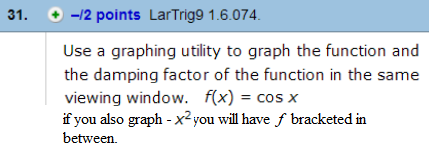 31. + –/2 points LarTrig9 1.6.074.
Use a graphing utility to graph the function and
the damping factor of the function in the same
viewing window. f(x) = cos x
if you also graph - x² you will have f bracketed in
between.